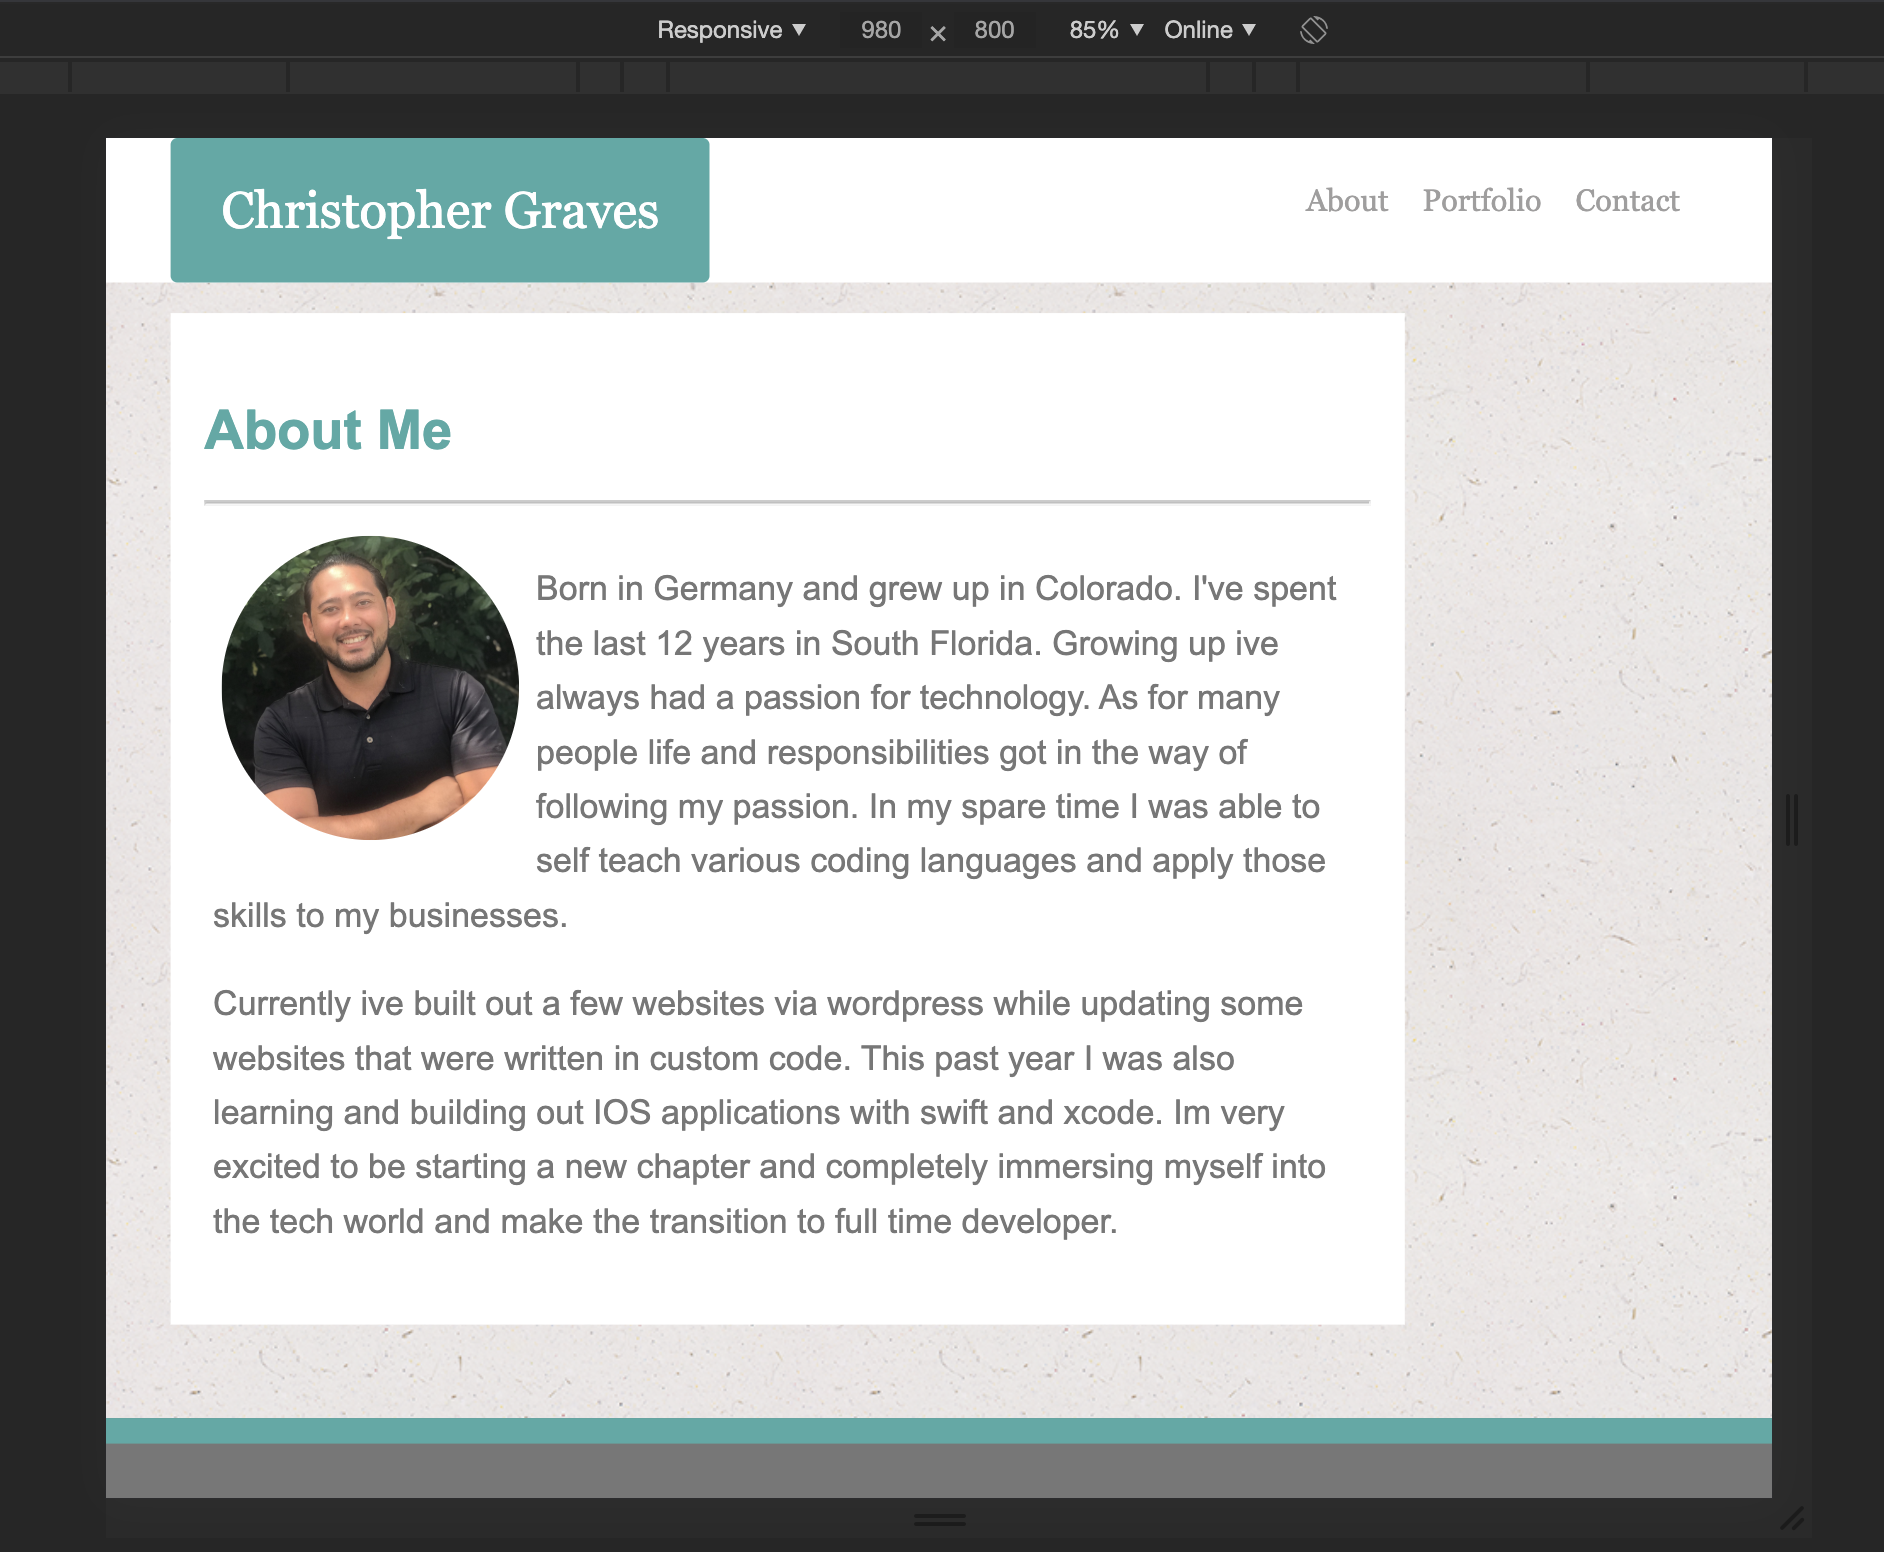 Responsive ▼ 980 × 800 85% ▼ Online ▼
Christopher Graves
About Portfolio Contact
About Me
Born in Germany and grew up in Colorado. I've spent
the last 12 years in South Florida. Growing up ive
always had a passion for technology. As for many
people life and responsibilities got in the way of
following my passion. In my spare time I was able to
self teach various coding languages and apply those
skills to my businesses.
Currently ive built out a few websites via wordpress while updating some
websites that were written in custom code. This past year I was also
learning and building out IOS applications with swift and xcode. Im very
excited to be starting a new chapter and completely immersing myself into
the tech world and make the transition to full time developer.